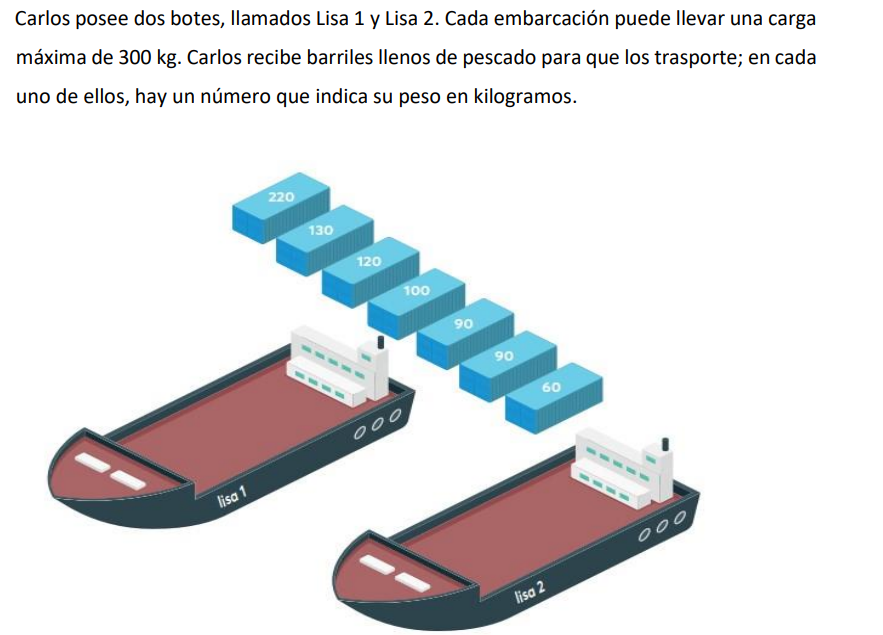 Carlos posee dos botes, llamados Lisa 1 y Lisa 2. Cada embarcación puede llevar una carga
máxima de 300 kg. Carlos recibe barriles llenos de pescado para que los trasporte; en cada
uno de ellos, hay un número que indica su peso en kilogramos.
220
130
120
100
90
90
60
lisa 1
lisa 2